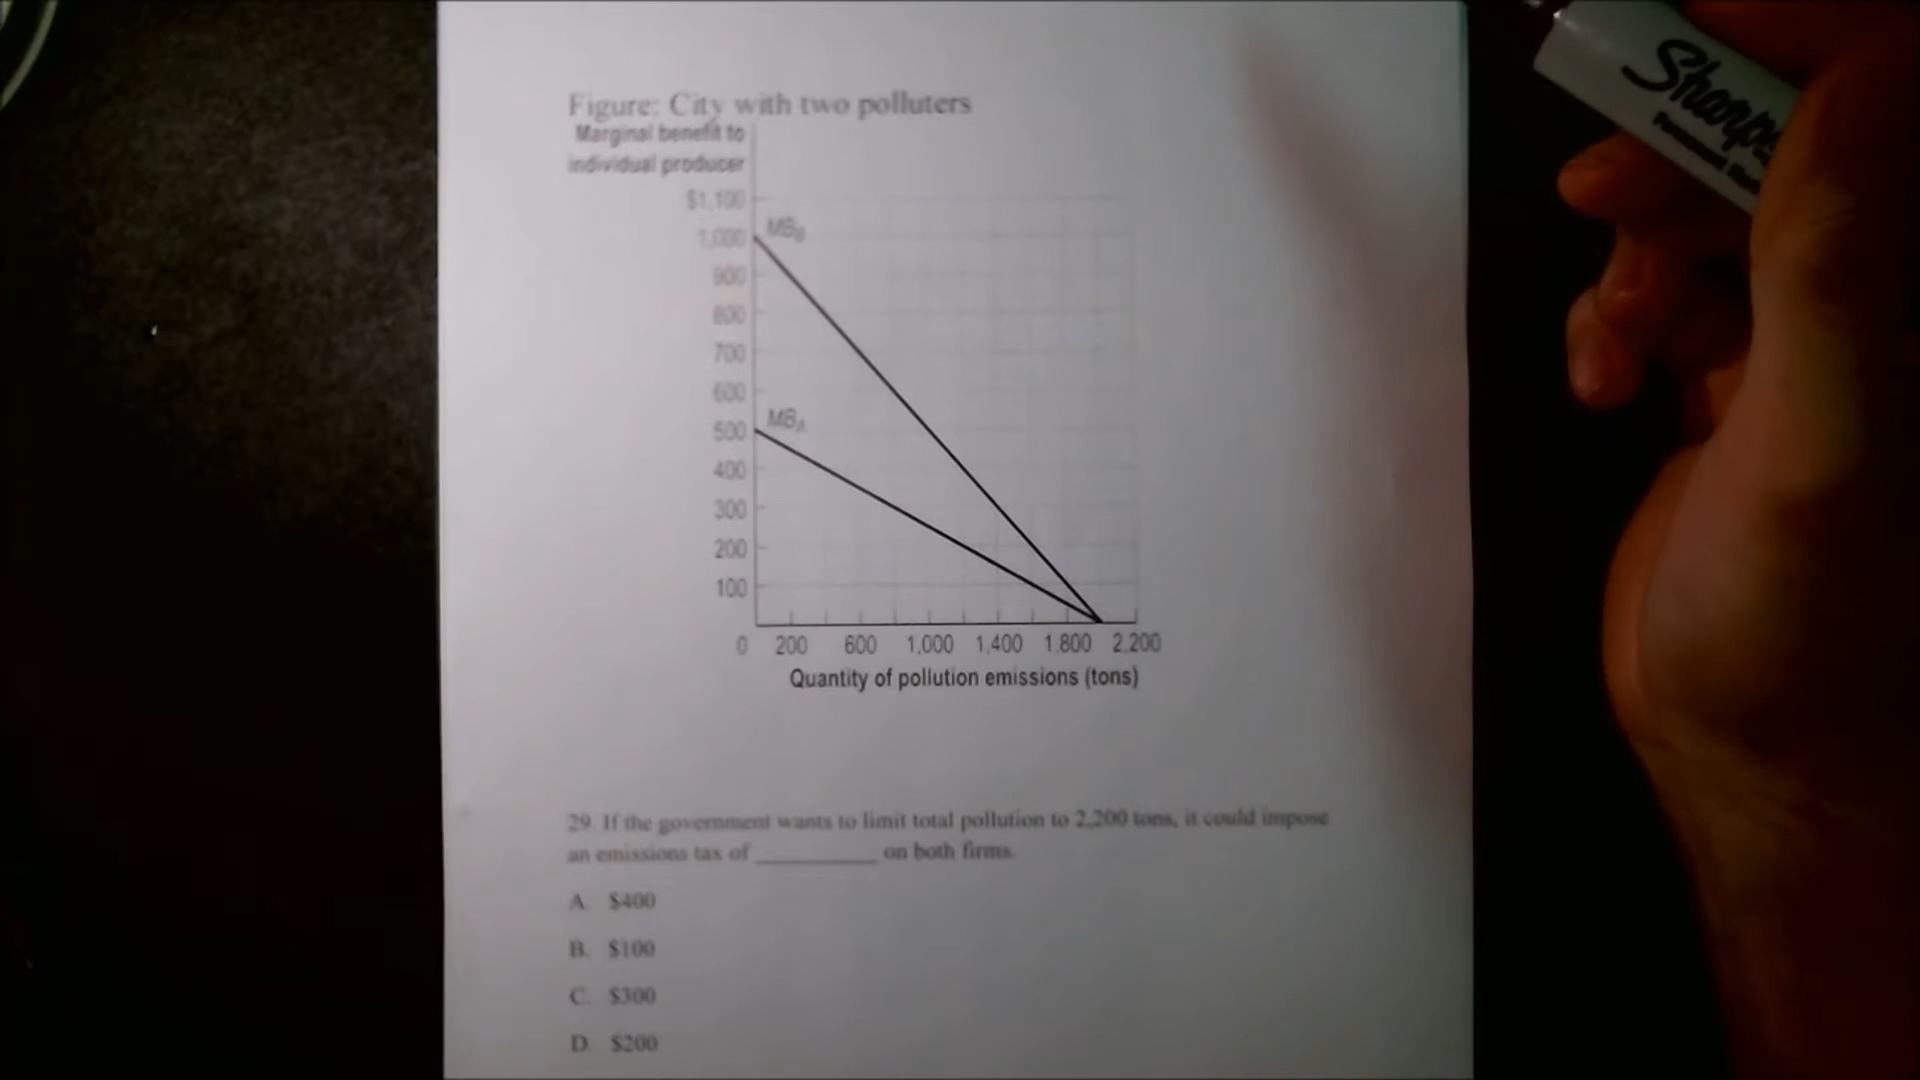 Figure: City with two polluters
Marginal benefit to
individual producer
$1,100
1,000
900
800
700
600
500
400
300
200
100
MB_B
MB_A
0 200 600 1,000 1,400 1,800 2,200
Quantity of pollution emissions (tons)
29. If the government wants to limit total pollution to 2,200 tons, it could impose
an emissions tax of __________ on both firms.
A. $400
B. $100
C. $300
D. $200
Sharpie
Permanent